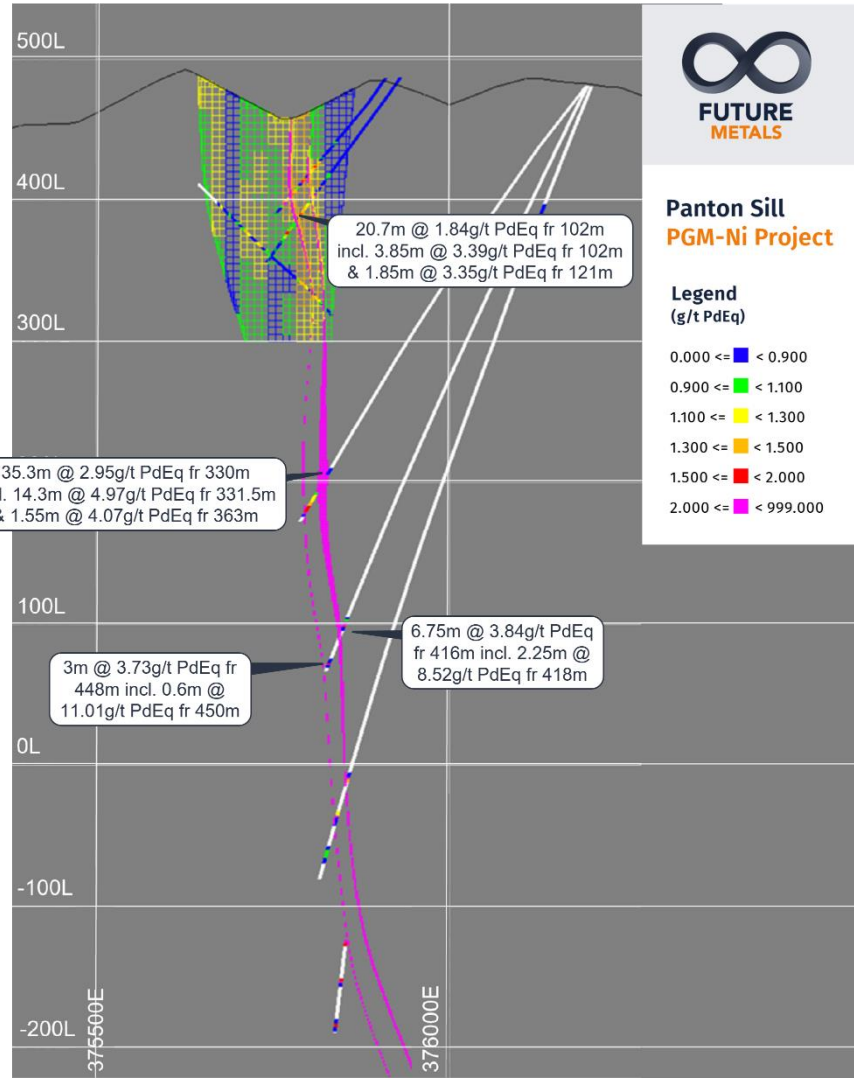 500L
400L
300L
100L
0L
-100L
-200L
375500E
376000E
20.7m @ 1.84g/t PdEq fr 102m
incl. 3.85m @ 3.39g/t PdEq fr 102m
& 1.85m @ 3.35g/t PdEq fr 121m
35.3m @ 2.95g/t PdEq fr 330m
l. 14.3m @ 4.97g/t PdEq fr 331.5m
& 1.55m @ 4.07g/t PdEq fr 363m
6.75m @ 3.84g/t PdEq
fr 416m incl. 2.25m @
8.52g/t PdEq fr 418m
3m @ 3.73g/t PdEq fr
448m incl. 0.6m @
11.01g/t PdEq fr 450m
FUTURE
METALS
Panton Sill
PGM-Ni Project
Legend
(g/t PdEq)
0.000 <= < 0.900
0.900 <= < 1.100
1.100 <= < 1.300
1.300 <= < 1.500
1.500 <= < 2.000
2.000 <= < 999.000